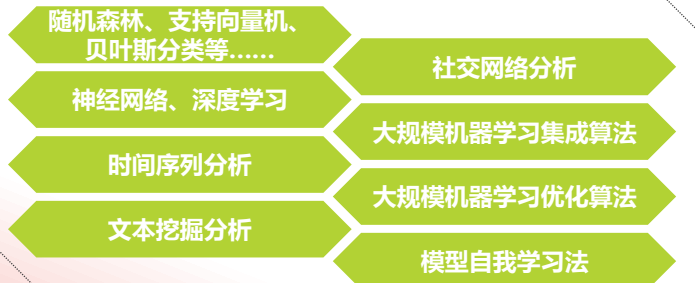 随机森林、支持向量机、
贝叶斯分类等……
神经网络、深度学习
时间序列分析
文本挖掘分析
社交网络分析
大规模机器学习集成算法
大规模机器学习优化算法
模型自我学习法